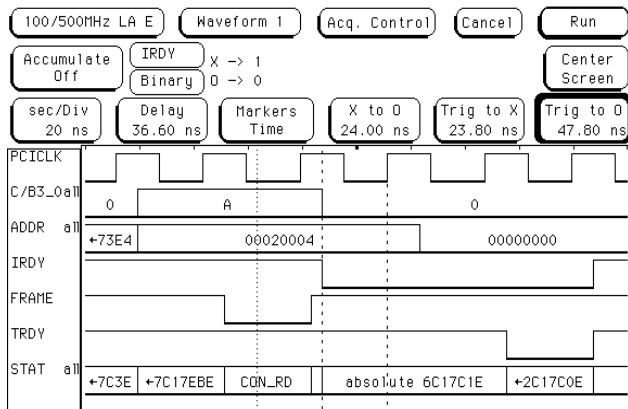 100/500MHz LA E Waveform 1 Acq. Control Cancel Run
Accumulate Off IRDY X -> 1 Center Screen
Binary O -> 0
sec/Div Delay Markers X to O Trig to X Trig to O
20 ns 36.60 ns Time 24.00 ns 23.80 ns 47.80 ns
PCICLK
C/B3_0all 0 A 0
ADDR all ←73E4 00020004 00000000
IRDY
FRAME
TRDY
STAT all ←7C3E ←7C17EBE CON_RD absolute 6C17C1E ←2C17C0E